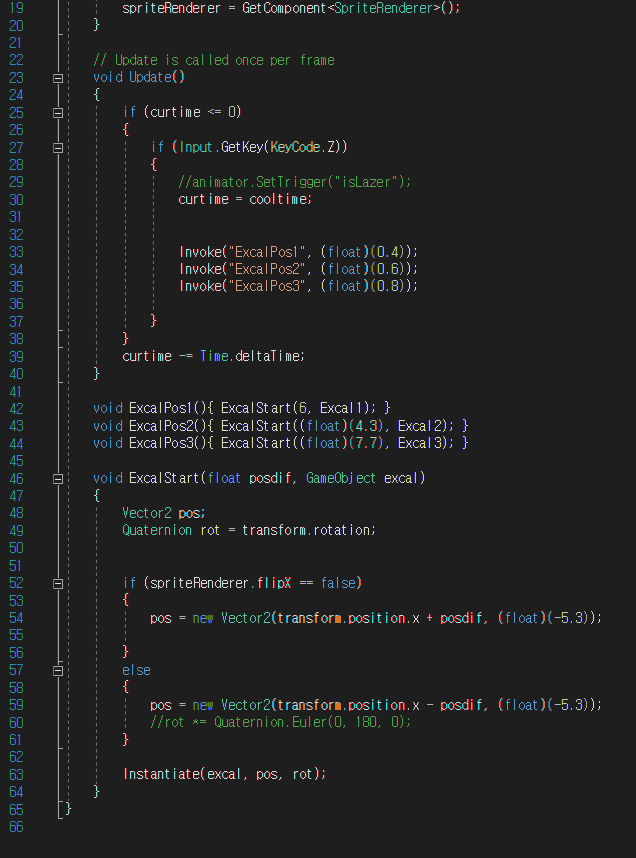 19 spriteRenderer = GetComponent<SpriteRenderer>();
20 }
21
22 // Update is called once per frame
23 void Update()
24 {
25 if (curtime <= 0)
26 {
27 if (Input.GetKey(KeyCode.Z))
28 {
29 //animator.SetTrigger("isLazer");
30 curtime = cooltime;
31
32
33 Invoke("ExcalPos1", (float)(0.4));
34 Invoke("ExcalPos2", (float)(0.6));
35 Invoke("ExcalPos3", (float)(0.8));
36
37 }
38 }
39 curtime -= Time.deltaTime;
40 }
41
42 void ExcalPos1(){ ExcalStart(6, Excal1); }
43 void ExcalPos2(){ ExcalStart((float)(4.3), Excal2); }
44 void ExcalPos3(){ ExcalStart((float)(7.7), Excal3); }
45
46 void ExcalStart(float posdif, GameObject excal)
47 {
48 Vector2 pos;
49 Quaternion rot = transform.rotation;
50
51
52 if (spriteRenderer.flipX == false)
53 {
54 pos = new Vector2(transform.position.x + posdif, (float)(-5.3));
55
56 }
57 else
58 {
59 pos = new Vector2(transform.position.x - posdif, (float)(-5.3));
60 //rot *= Quaternion.Euler(0, 180, 0);
61 }
62
63 Instantiate(excal, pos, rot);
64 }
65 }
66